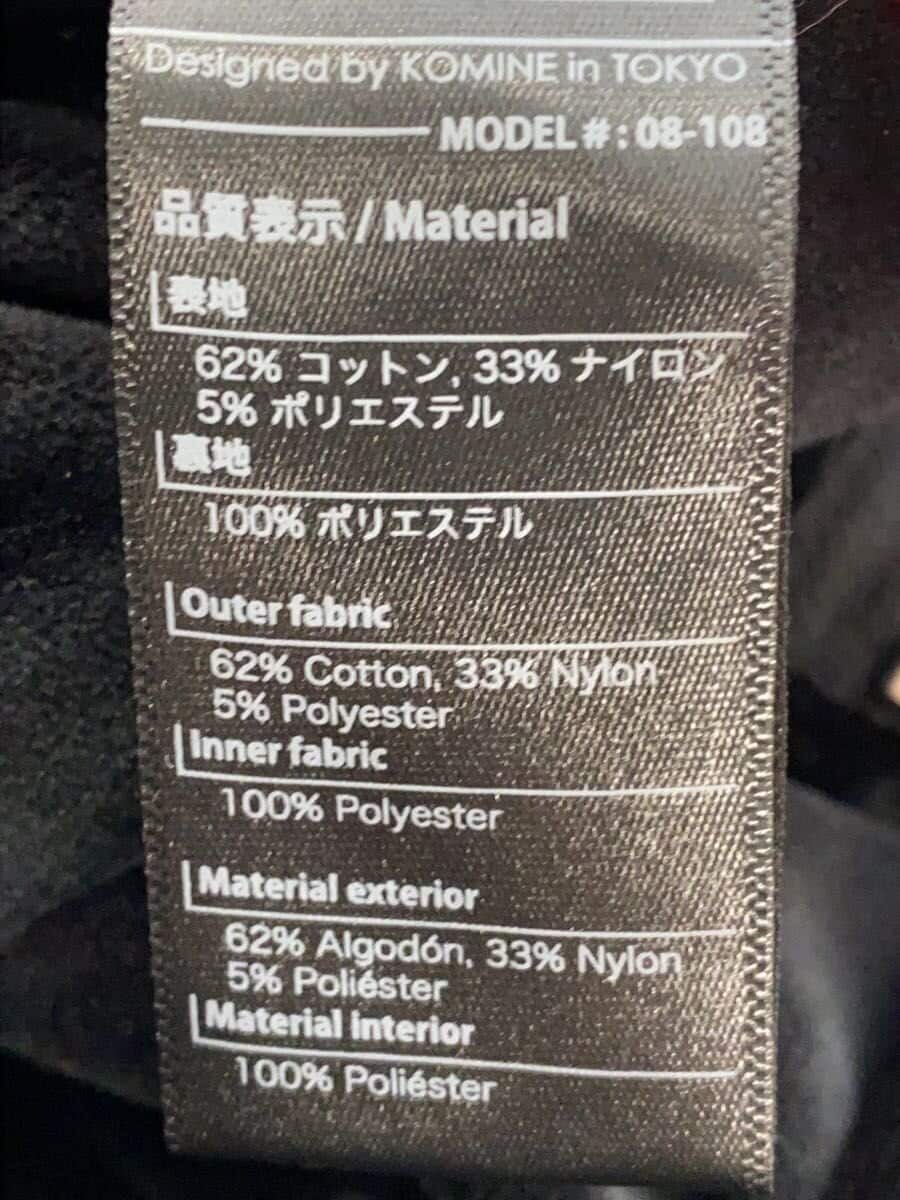 Designed by KOMINE in TOKYO
MODEL #: 08-108
品質表示 / Material
表地
62% コットン, 33% ナイロン
5% ポリエステル
裏地
100% ポリエステル
Outer fabric
62% Cotton, 33% Nylon
5% Polyester
Inner fabric
100% Polyester
Material exterior
62% Algodón, 33% Nylon
5% Poliéster
Material interior
100% Poliéster